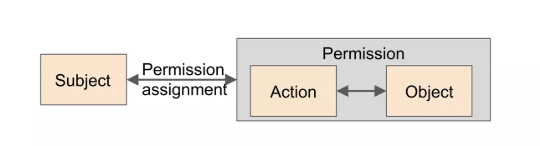 Permission
Subject
Permission
assignment
Action
Object